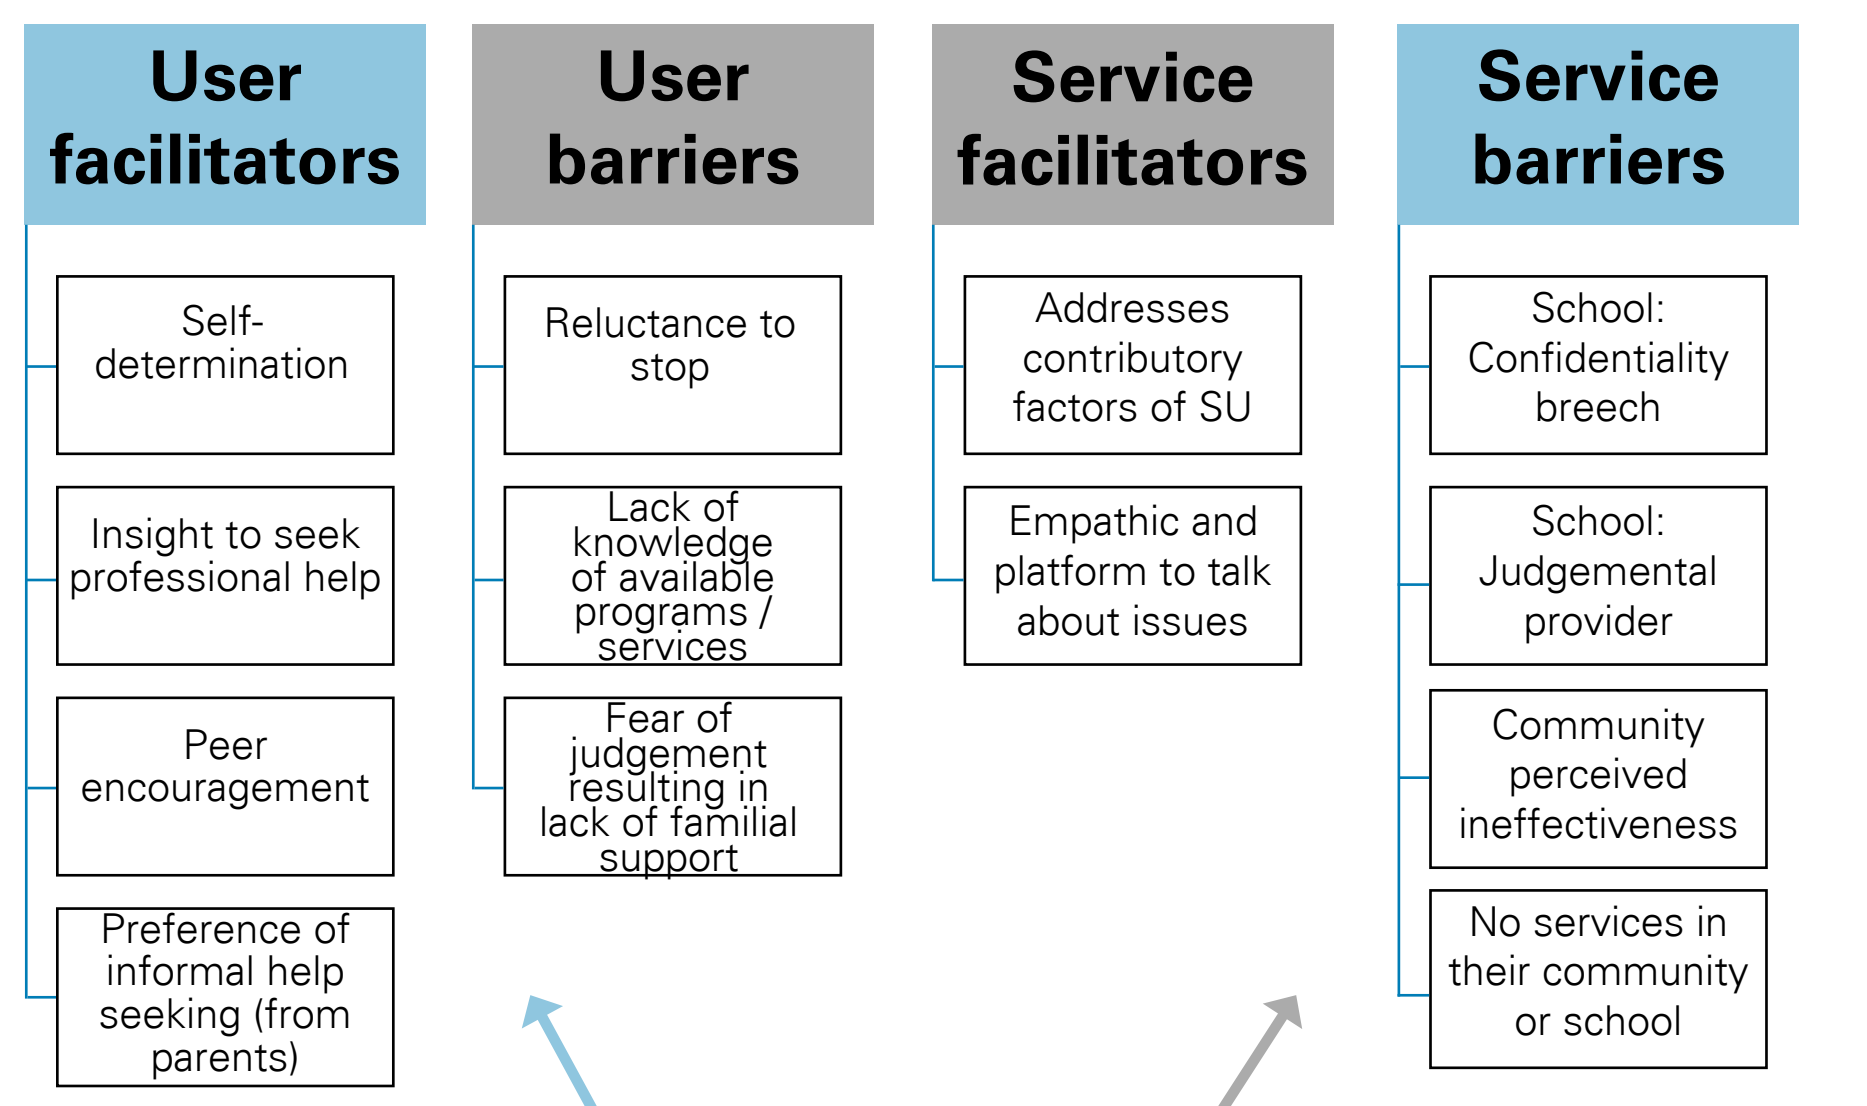 User
facilitators
Self-
determination
Insight to seek
professional help
Peer
encouragement
Preference of
informal help
seeking (from
parents)
User
barriers
Reluctance to
stop
Lack of
knowledge
of available
programs /
services
Fear of
judgement
resulting in
lack of familial
support
Service
facilitators
Addresses
contributory
factors of SU
Empathic and
platform to talk
about issues
Service
barriers
School:
Confidentiality
breech
School:
Judgemental
provider
Community
perceived
ineffectiveness
No services in
their community
or school